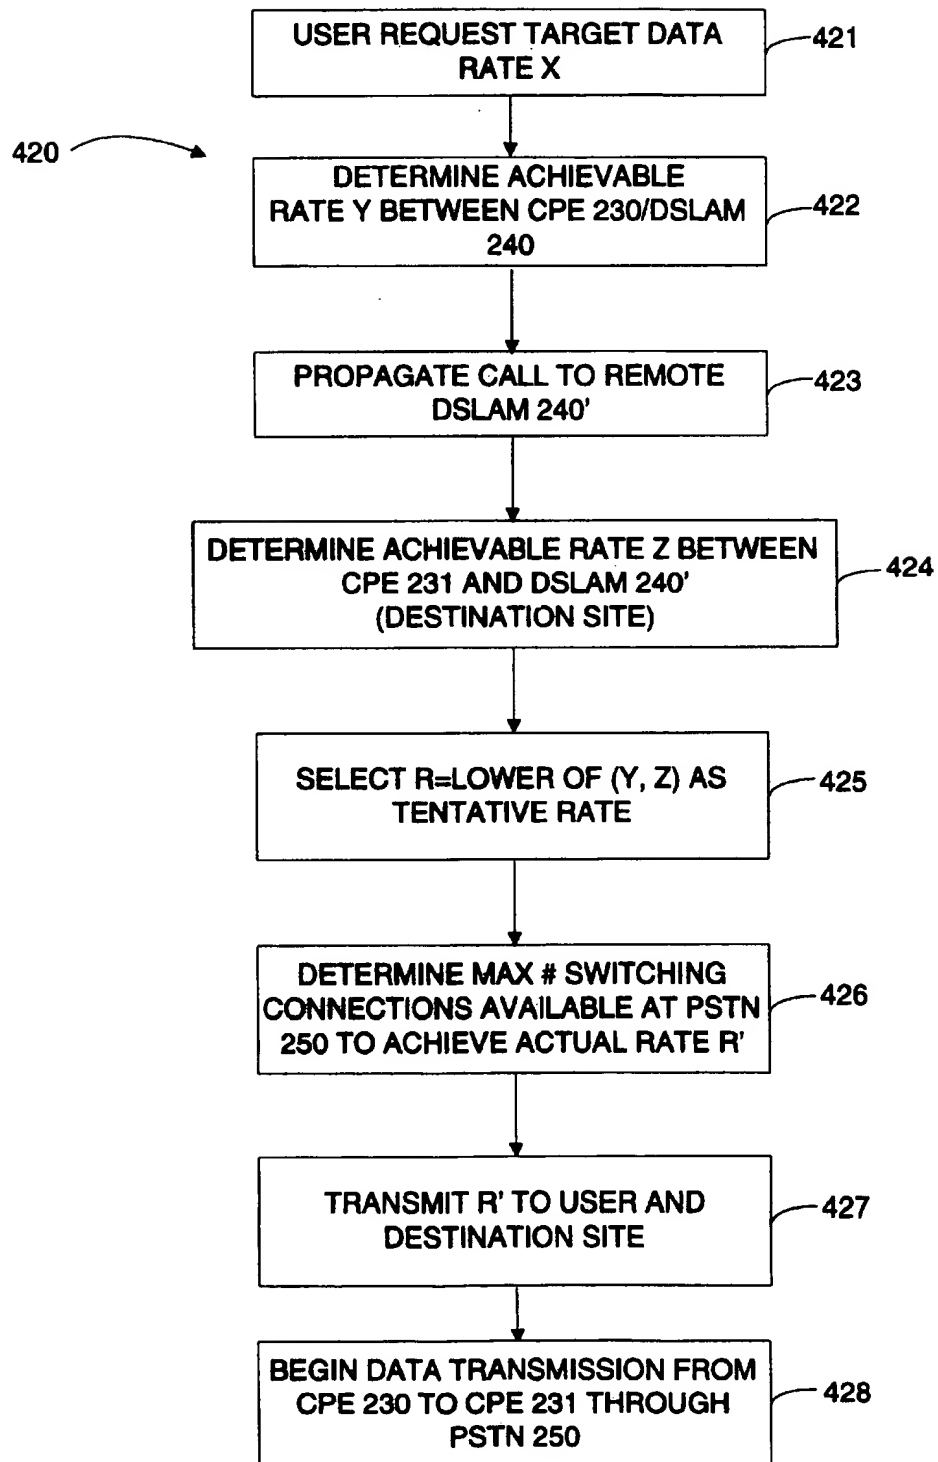 USER REQUEST TARGET DATA
RATE X
421
420
DETERMINE ACHIEVABLE
RATE Y BETWEEN CPE 230/DSLAM
240
422
PROPAGATE CALL TO REMOTE
DSLAM 240'
423
DETERMINE ACHIEVABLE RATE Z BETWEEN
CPE 231 AND DSLAM 240'
(DESTINATION SITE)
424
SELECT R=LOWER OF (Y, Z) AS
TENTATIVE RATE
425
DETERMINE MAX # SWITCHING
CONNECTIONS AVAILABLE AT PSTN
250 TO ACHIEVE ACTUAL RATE R'
426
TRANSMIT R' TO USER AND
DESTINATION SITE
427
BEGIN DATA TRANSMISSION FROM
CPE 230 TO CPE 231 THROUGH
PSTN 250
428